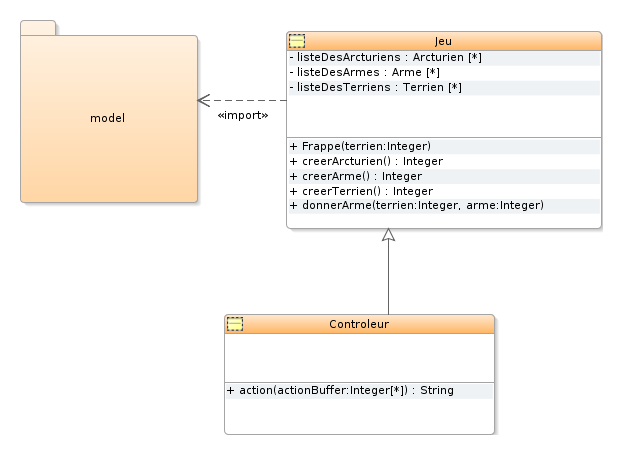 Jeu
- listeDesArcturiens : Arcturien [*]
- listeDesArmes : Arme [*]
- listeDesTerriens : Terrien [*]
model
«import»
+ Frappe(terrien:Integer)
+ creerArcturien() : Integer
+ creerArme() : Integer
+ creerTerrien() : Integer
+ donnerArme(terrien:Integer, arme:Integer)
Controleur
+ action(actionBuffer:Integer[*]) : String